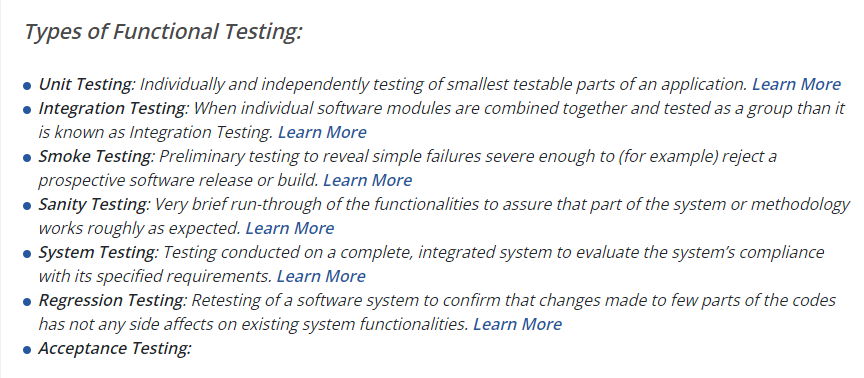 Types of Functional Testing:
Unit Testing: Individually and independently testing of smallest testable parts of an application. Learn More
Integration Testing: When individual software modules are combined together and tested as a group than it
is known as Integration Testing. Learn More
Smoke Testing: Preliminary testing to reveal simple failures severe enough to (for example) reject a
prospective software release or build. Learn More
Sanity Testing: Very brief run-through of the functionalities to assure that part of the system or methodology
works roughly as expected. Learn More
System Testing: Testing conducted on a complete, integrated system to evaluate the system’s compliance
with its specified requirements. Learn More
Regression Testing: Retesting of a software system to confirm that changes made to few parts of the codes
has not any side affects on existing system functionalities. Learn More
Acceptance Testing: